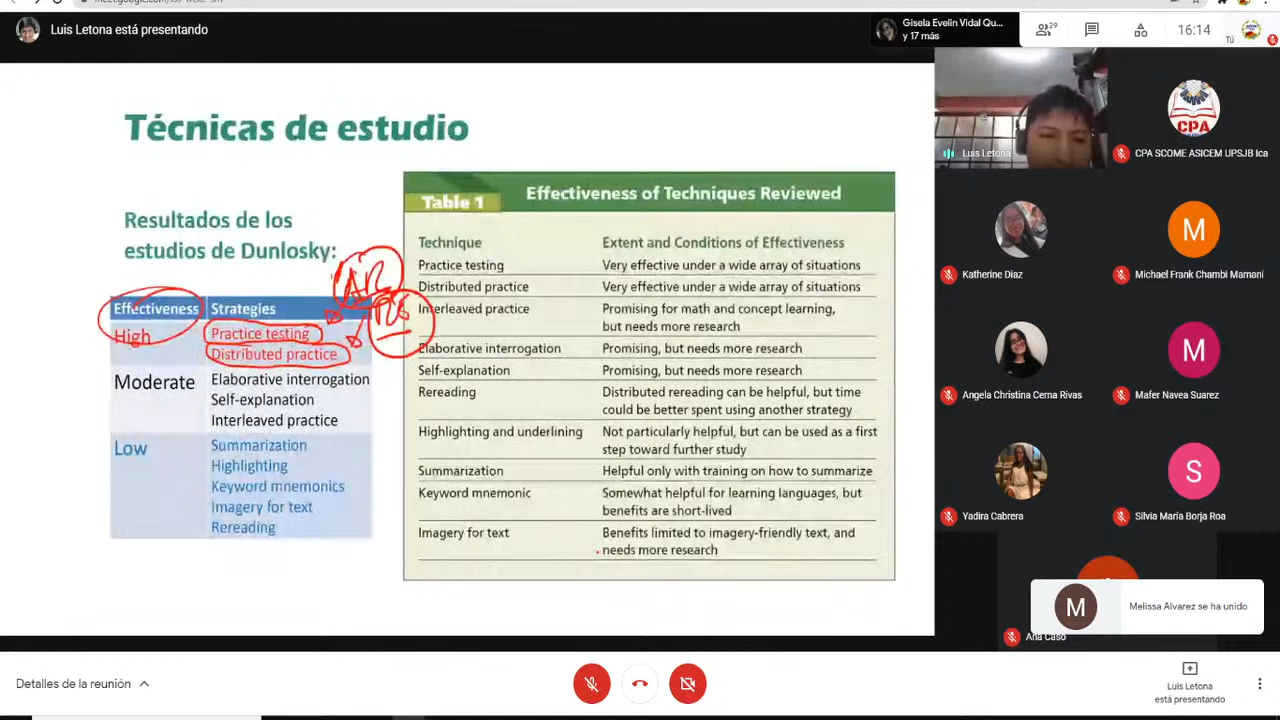 Luis Letona está presentando
Gisela Evelin Vidal Qu...
y 17 más
29
16:14
Tú
Técnicas de estudio
Resultados de los
estudios de Dunlosky:
Effectiveness Strategies
High Practice testing
Distributed practice
Moderate Elaborative interrogation
Self-explanation
Interleaved practice
Low Summarization
Highlighting
Keyword mnemonics
Imagery for text
Rereading
Table 1 Effectiveness of Techniques Reviewed
Technique Extent and Conditions of Effectiveness
Practice testing Very effective under a wide array of situations
Distributed practice Very effective under a wide array of situations
Interleaved practice Promising for math and concept learning,
but needs more research
Elaborative interrogation Promising, but needs more research
Self-explanation Promising, but needs more research
Rereading Distributed rereading can be helpful, but time
could be better spent using another strategy
Highlighting and underlining Not particularly helpful, but can be used as a first
step toward further study
Summarization Helpful only with training on how to summarize
Keyword mnemonic Somewhat helpful for learning languages, but
benefits are short-lived
Imagery for text Benefits limited to imagery-friendly text, and
needs more research
Luis Letona
CPA
CPA SCOME ASICEM UPSJB Ica
Katherine Diaz
M
Michael Frank Chambi Mamani
Angela Christina Cerna Rivas
M
Mafer Navea Suarez
Yadira Cabrera
S
Silvia María Borja Roa
Ana Caso
M
Melissa Alvarez se ha unido
Detalles de la reunión
Luis Letona
está presentando